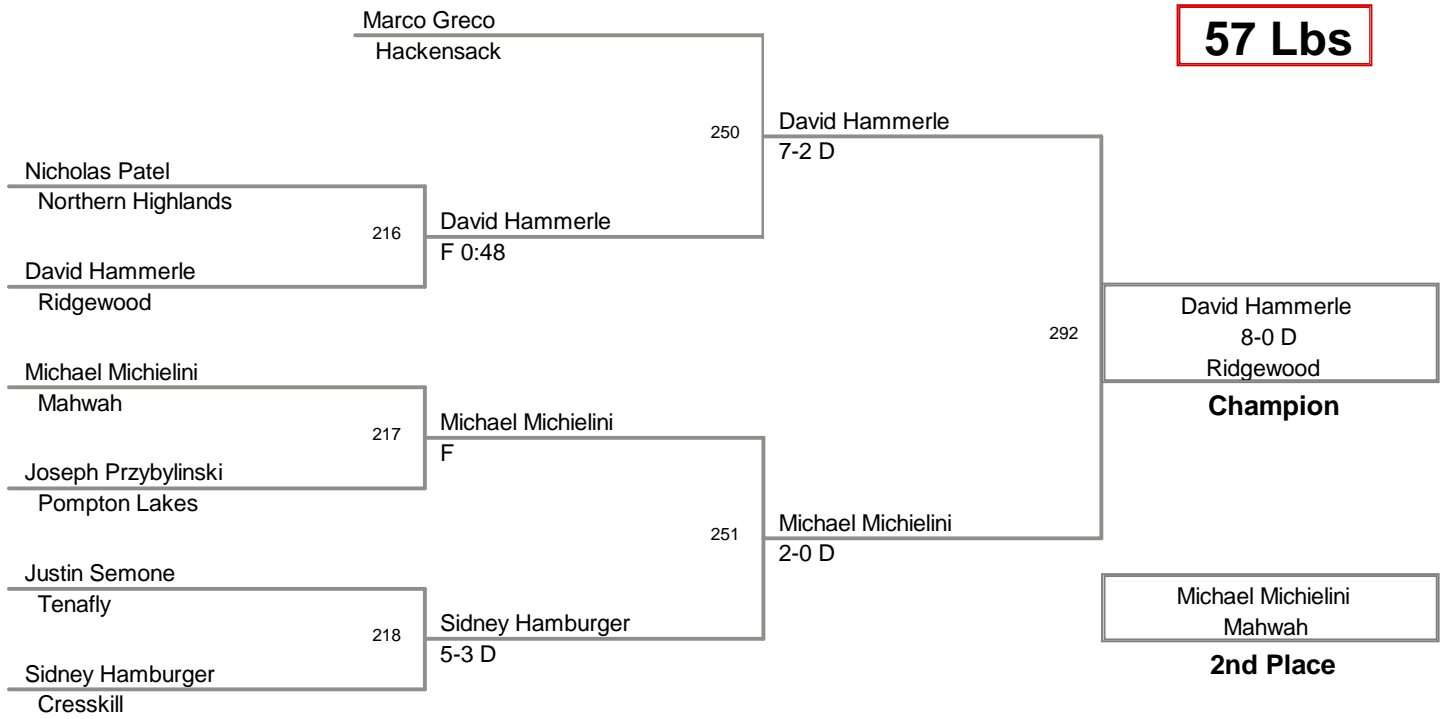 Marco Greco
57 Lbs
Hackensack
250
David Hammerle
7-2 D
Nicholas Patel
Northern Highlands
216
David Hammerle
F 0:48
David Hammerle
Ridgewood
292
David Hammerle
8-0 D
Ridgewood
Champion
Michael Michielini
Mahwah
217
Michael Michielini
F
Joseph Przybylinski
Pompton Lakes
251
Michael Michielini
2-0 D
Justin Semone
Tenafly
218
Sidney Hamburger
5-3 D
Sidney Hamburger
Cresskill
Michael Michielini
Mahwah
2nd Place